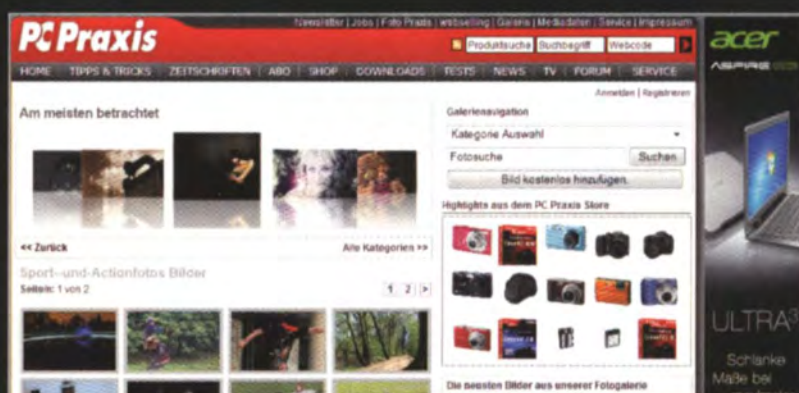 Newsletter | Jobs | Foto Praxis | webselling | Galerie | Mediadaten | Service | Impressum
PC Praxis
Produktsuche Suchbegriff Webcode
HOME TIPPS & TRICKS ZEITSCHRIFTEN ABO SHOP DOWNLOADS TESTS NEWS TV FORUM SERVICE
Anmelden | Registrieren
Am meisten betrachtet
Galerienavigation
Kategorie Auswahl
Fotosuche Suchen
Bild kostenlos hinzufügen.
Highlights aus dem PC Praxis Store
<< Zurück Alle Kategorien >>
Sport--und-Actionfotos Bilder
Seiten: 1 von 2 1 2 >
Die neusten Bilder aus unserer Fotogalerie
acer
ASPIRE
ULTRA³
Schlanke
Maße bei